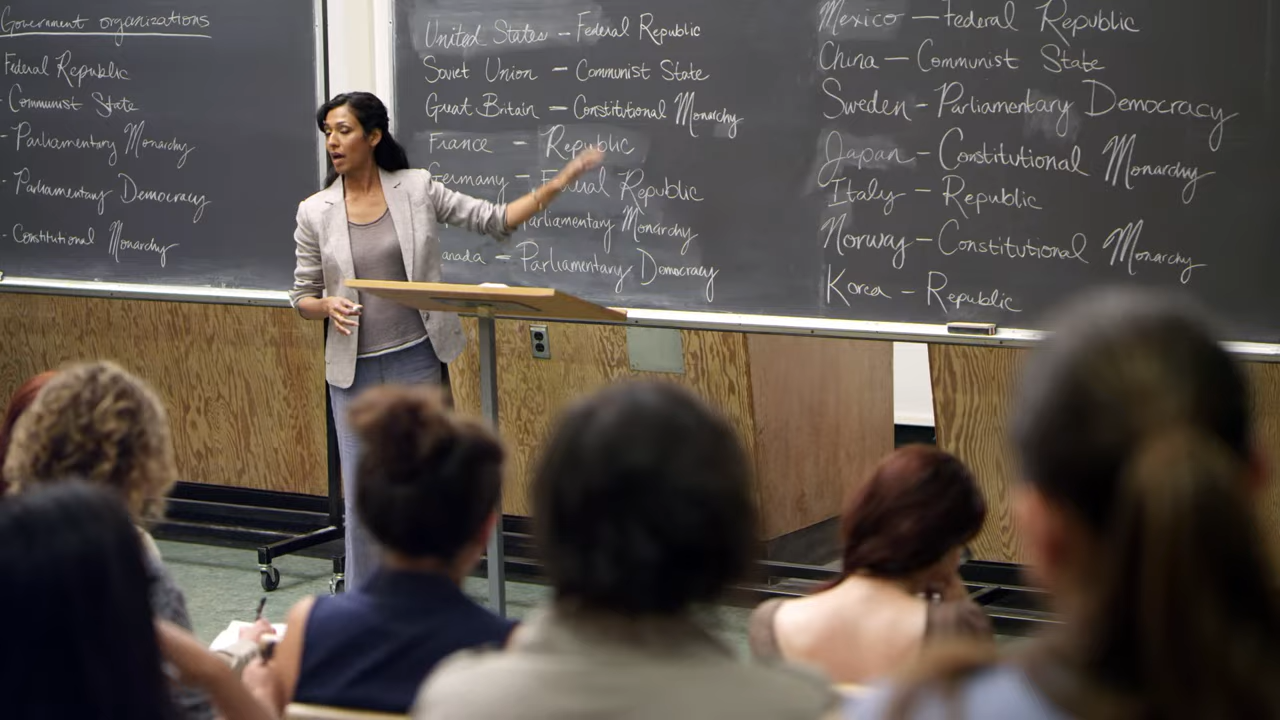 Government organizations
Federal Republic
- Communist State
- Parliamentary Monarchy
- Parliamentary Democracy
- Constitutional Monarchy
United States - Federal Republic
Soviet Union - Communist State
Great Britain - Constitutional Monarchy
France - Republic
Germany - Republic
Parliamentary Monarchy
Canada - Parliamentary Democracy
Mexico - Federal Republic
China - Communist State
Sweden - Parliamentary Democracy
Japan - Constitutional Monarchy
Italy - Republic
Norway - Constitutional Monarchy
Korea - Republic